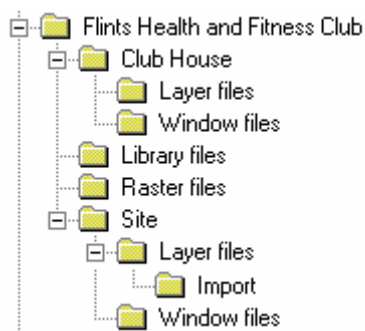 Flints Health and Fitness Club
Club House
Layer files
Window files
Library files
Raster files
Site
Layer files
Import
Window files